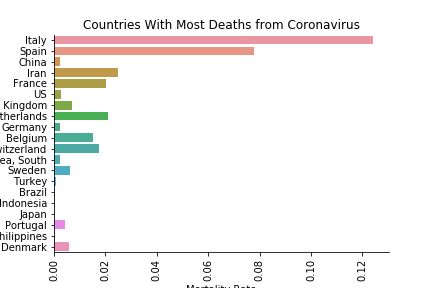 Countries With Most Deaths from Coronavirus
Italy
Spain
China
Iran
France
US
Kingdom
therlands
Germany
Belgium
witzerland
ea, South
Sweden
Turkey
Brazil
Indonesia
Japan
Portugal
hilippines
Denmark
0.00
0.02
0.04
0.06
0.08
0.10
0.12
Mortality Rate